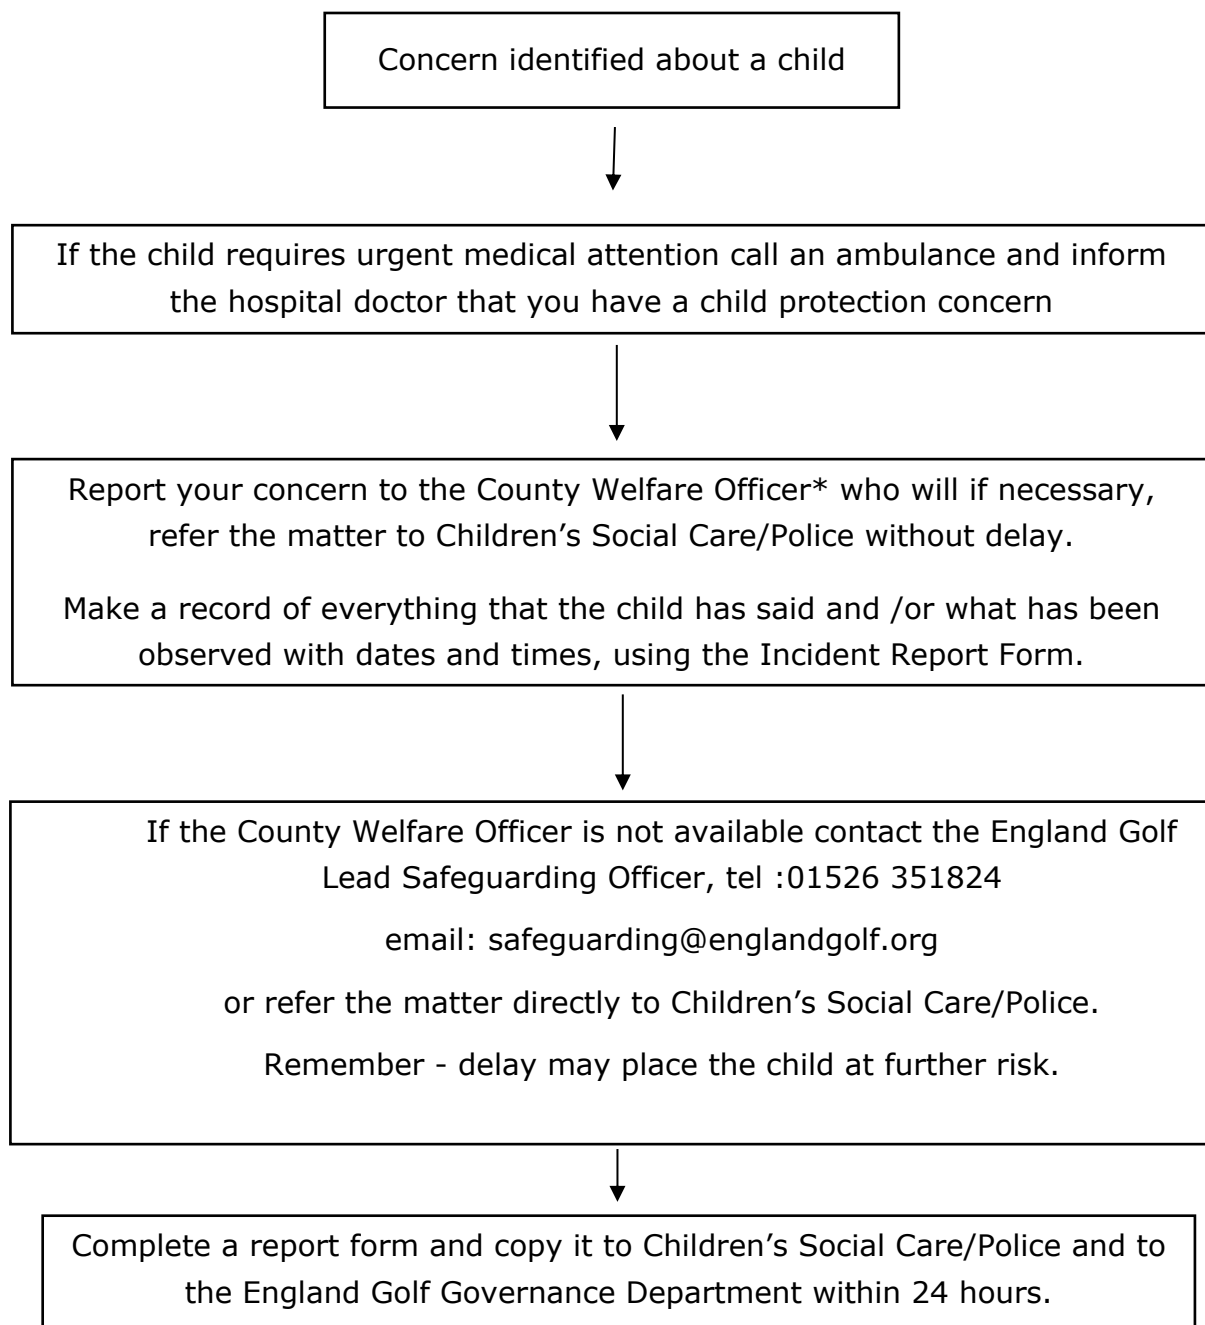 Concern identified about a child
If the child requires urgent medical attention call an ambulance and inform
the hospital doctor that you have a child protection concern
Report your concern to the County Welfare Officer* who will if necessary,
refer the matter to Children’s Social Care/Police without delay.
Make a record of everything that the child has said and /or what has been
observed with dates and times, using the Incident Report Form.
If the County Welfare Officer is not available contact the England Golf
Lead Safeguarding Officer, tel :01526 351824
email: safeguarding@englandgolf.org
or refer the matter directly to Children’s Social Care/Police.
Remember - delay may place the child at further risk.
Complete a report form and copy it to Children’s Social Care/Police and to
the England Golf Governance Department within 24 hours.